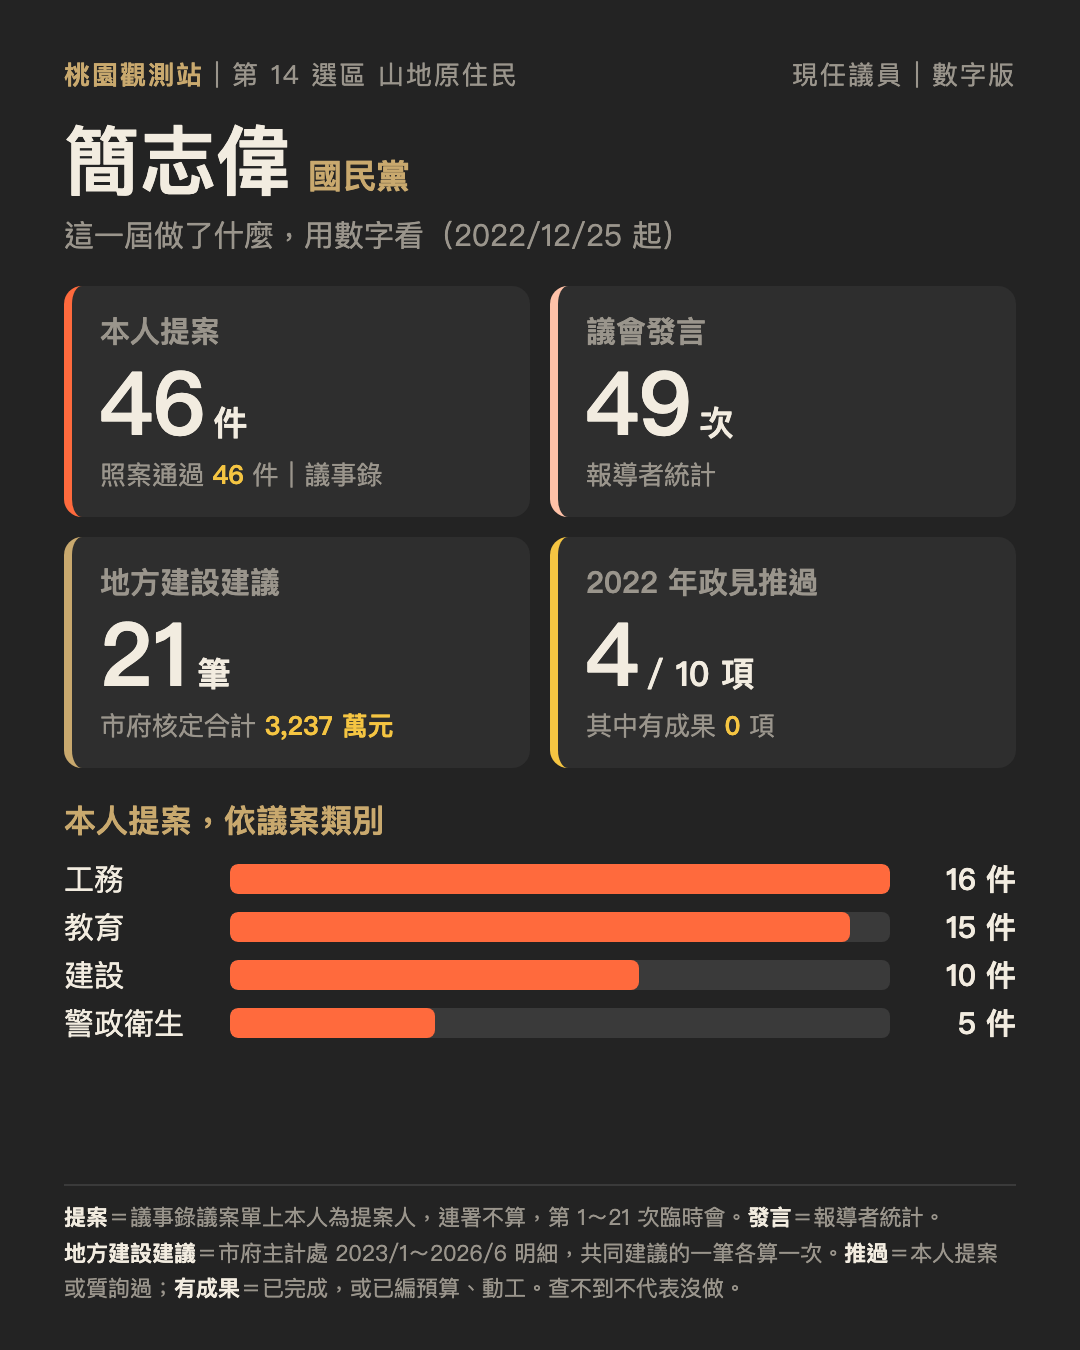 桃園觀測站｜第 14 選區 山地原住民
現任議員｜數字版
簡志偉 國民黨
這一屆做了什麼，用數字看（2022/12/25 起）
本人提案
46 件
照案通過 46 件｜議事錄
議會發言
49 次
報導者統計
地方建設建議
21 筆
市府核定合計 3,237 萬元
2022 年政見推過
4 / 10 項
其中有成果 0 項
本人提案，依議案類別
工務 16 件
教育 15 件
建設 10 件
警政衛生 5 件
提案＝議事錄議案單上本人為提案人，連署不算，第 1～21 次臨時會。發言＝報導者統計。
地方建設建議＝市府主計處 2023/1～2026/6 明細，共同建議的一筆各算一次。推過＝本人提案
或質詢過；有成果＝已完成，或已編預算、動工。查不到不代表沒做。